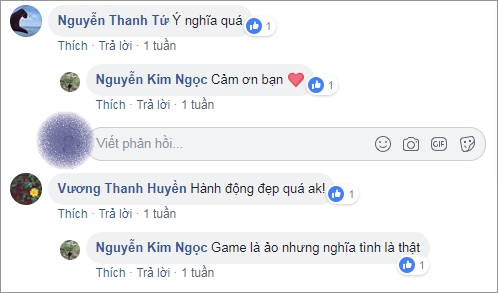 Nguyễn Thanh Tứ Ý nghĩa quá
1
Thích · Trả lời · 1 tuần
Nguyễn Kim Ngọc Cảm ơn bạn ❤
1
Thích · Trả lời · 1 tuần
Viết phản hồi...
GIF
Vương Thanh Huyền Hành động đẹp quá ak!
1
Thích · Trả lời · 1 tuần
Nguyễn Kim Ngọc Game là ảo nhưng nghĩa tình là thật
1
Thích · Trả lời · 1 tuần